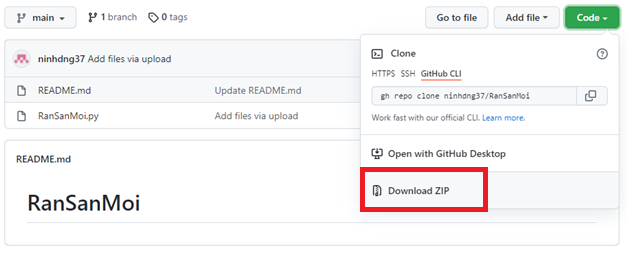 main
1 branch
0 tags
Go to file
Add file
Code
ninhdng37 Add files via upload
README.md
Update README.md
RanSanMoi.py
Add files via upload
Clone
HTTPS SSH GitHub CLI
gh repo clone ninhdng37/RanSanMoi
Work fast with our official CLI. Learn more.
Open with GitHub Desktop
Download ZIP
README.md
RanSanMoi